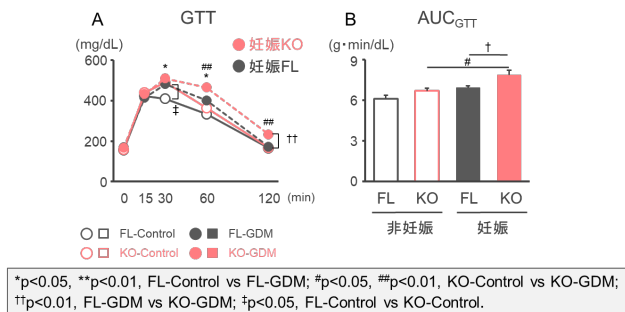 A GTT
(mg/dL)
600
400
200
0
* ## * ‡ ## ††
妊娠KO
妊娠FL
0 15 30 60 120 (min)
FL-Control FL-GDM
KO-Control KO-GDM
B AUCGTT
(g・min/dL)
9
6
3
0
†
#
FL KO FL KO
非妊娠 妊娠
*p<0.05, **p<0.01, FL-Control vs FL-GDM; #p<0.05, ##p<0.01, KO-Control vs KO-GDM;
††p<0.01, FL-GDM vs KO-GDM; ‡p<0.05, FL-Control vs KO-Control.